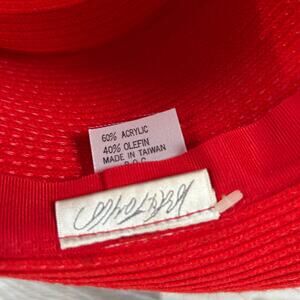 60% ACRYLIC
40% OLEFIN
MADE IN TAIWAN
R.O.C